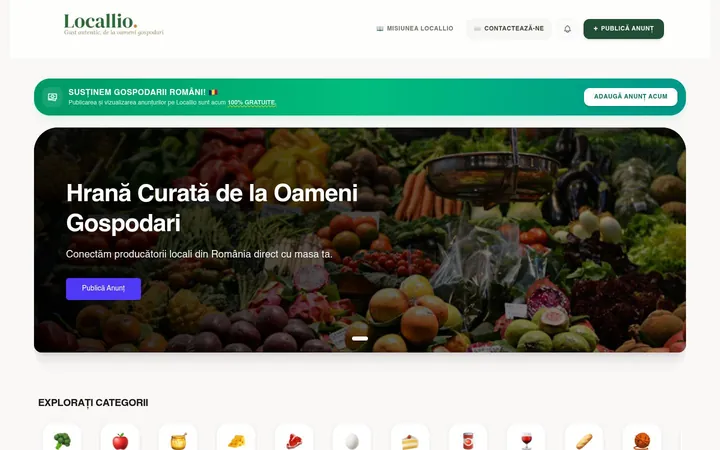 Locallio.
Gust autentic, de la oameni gospodari
MISIUNEA LOCALLIO
CONTACTEAZĂ-NE
+ PUBLICĂ ANUNȚ
SUSȚINEM GOSPODARII ROMÂNI!
Publicarea și vizualizarea anunțurilor pe Locallio sunt acum 100% GRATUITE.
ADAUGĂ ANUNȚ ACUM
Hrană Curată de la Oameni
Gospodari
Conectăm producătorii locali din România direct cu masa ta.
Publică Anunț
EXPLORAȚI CATEGORII